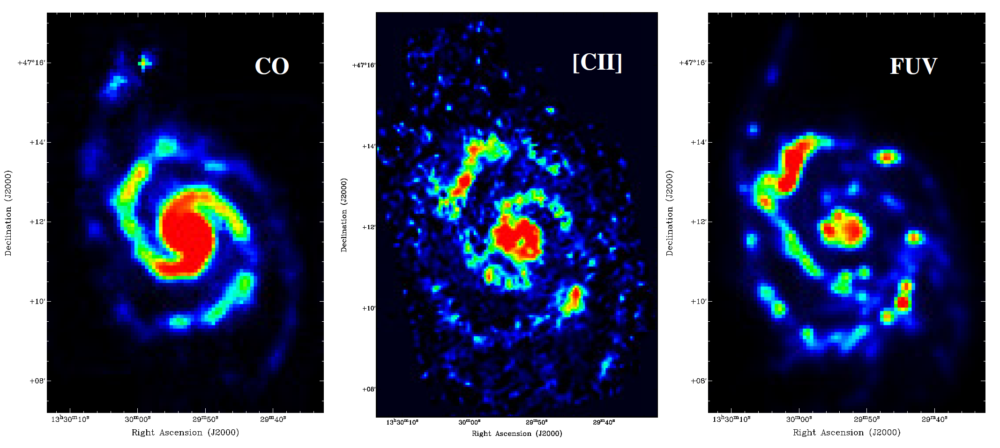 CO
+47°16'
+14'
+12'
+10'
+08'
Declination (J2000)
13ʰ30ᵐ10ˢ
30ᵐ00ˢ
29ᵐ50ˢ
29ᵐ40ˢ
Right Ascension (J2000)
[CII]
+47°16'
+14'
+12'
+10'
+08'
Declination (J2000)
13ʰ30ᵐ10ˢ
30ᵐ00ˢ
29ᵐ50ˢ
29ᵐ40ˢ
Right Ascension (J2000)
FUV
+47°16'
+14'
+12'
+10'
+08'
Declination (J2000)
13ʰ30ᵐ10ˢ
30ᵐ00ˢ
29ᵐ50ˢ
29ᵐ40ˢ
Right Ascension (J2000)